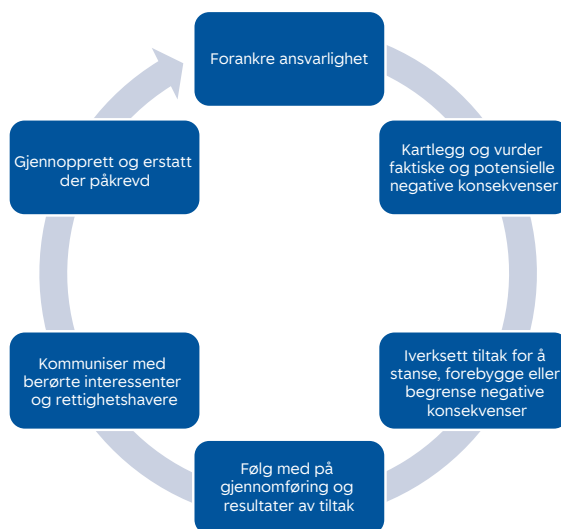 Forankre ansvarlighet
Kartlegg og vurder
faktiske og potensielle
negative konsekvenser
Iverksett tiltak for å
stanse, forebygge eller
begrense negative
konsekvenser
Følg med på
gjennomføring og
resultater av tiltak
Kommuniser med
berørte interessenter
og rettighetshavere
Gjennopprett og erstatt
der påkrevd